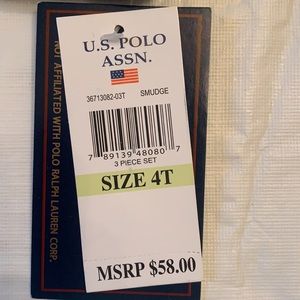 U.S. POLO
ASSN.
36713082-03T SMUDGE
7 89139 48080 7
3 PIECE SET
SIZE 4T
MSRP $58.00
NOT AFFILIATED WITH POLO RALPH LAUREN CORP.